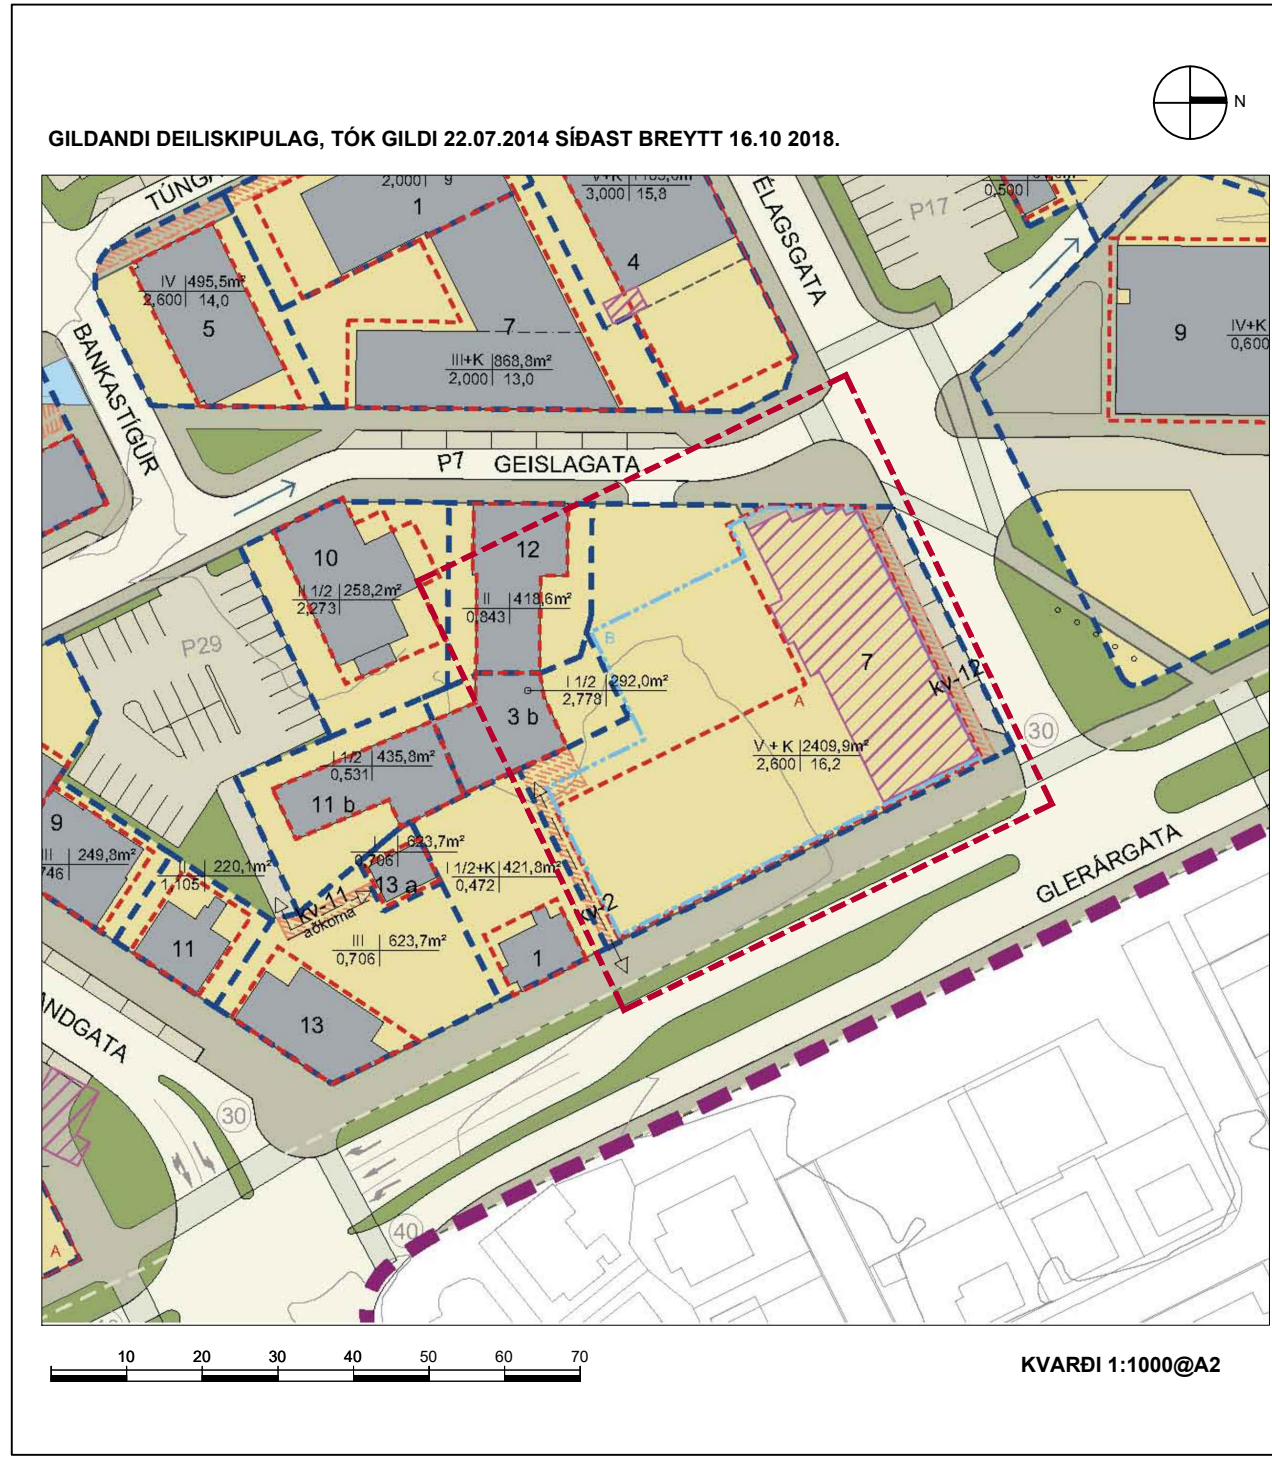 N
GILDANDI DEILISKIPULAG, TÓK GILDI 22.07.2014 SÍÐAST BREYTT 16.10 2018.
2,000 9
1
3,000 15,8
0,500
P17
ÉLAGSGATA
4
IV 495,5m²
2,600 14,0
5
7
III+K 868,8m²
2,000 13,0
9
IV+K
0,600
BANKASTÍGUR
P7 GEISLAGATA
10
II 1/2 258,2m²
2,273
12
II 418,6m²
0,843
P29
B
7
kv-12
I 1/2 292,0m²
2,778
A
3 b
V + K 2409,9m²
2,600 16,2
30
I 1/2 435,8m²
0,531
11 b
9
III 249,8m²
746
220,1m²
1,105
I 623,7m²
0,706
13 a
I 1/2+K 421,8m²
0,472
kv-11
aðkoma
kv-2
GLERÁRGATA
11
III 623,7m²
0,706
1
13
ANDGATA
30
40
A
10 20 30 40 50 60 70
KVARÐI 1:1000@A2